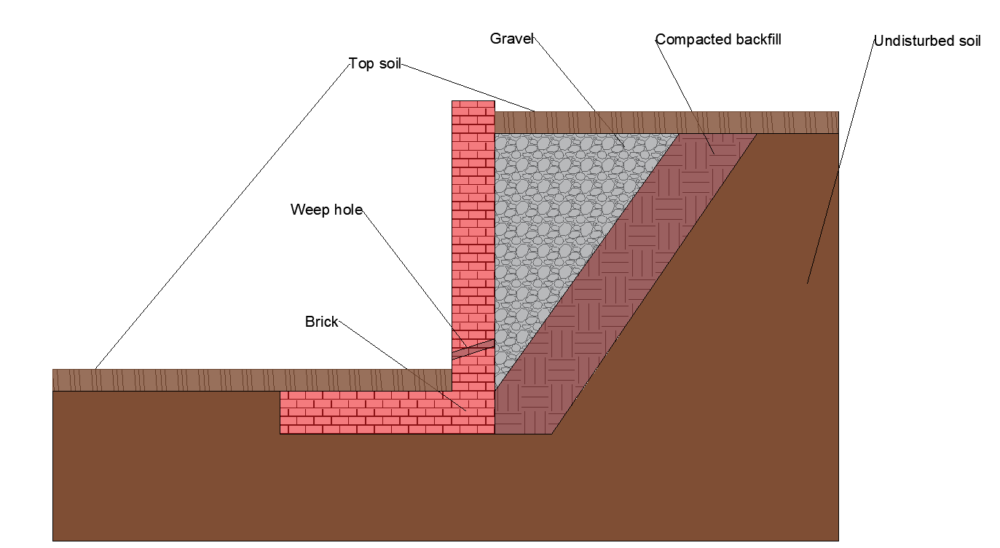 Gravel
Compacted backfill
Undisturbed soil
Top soil
Weep hole
Brick